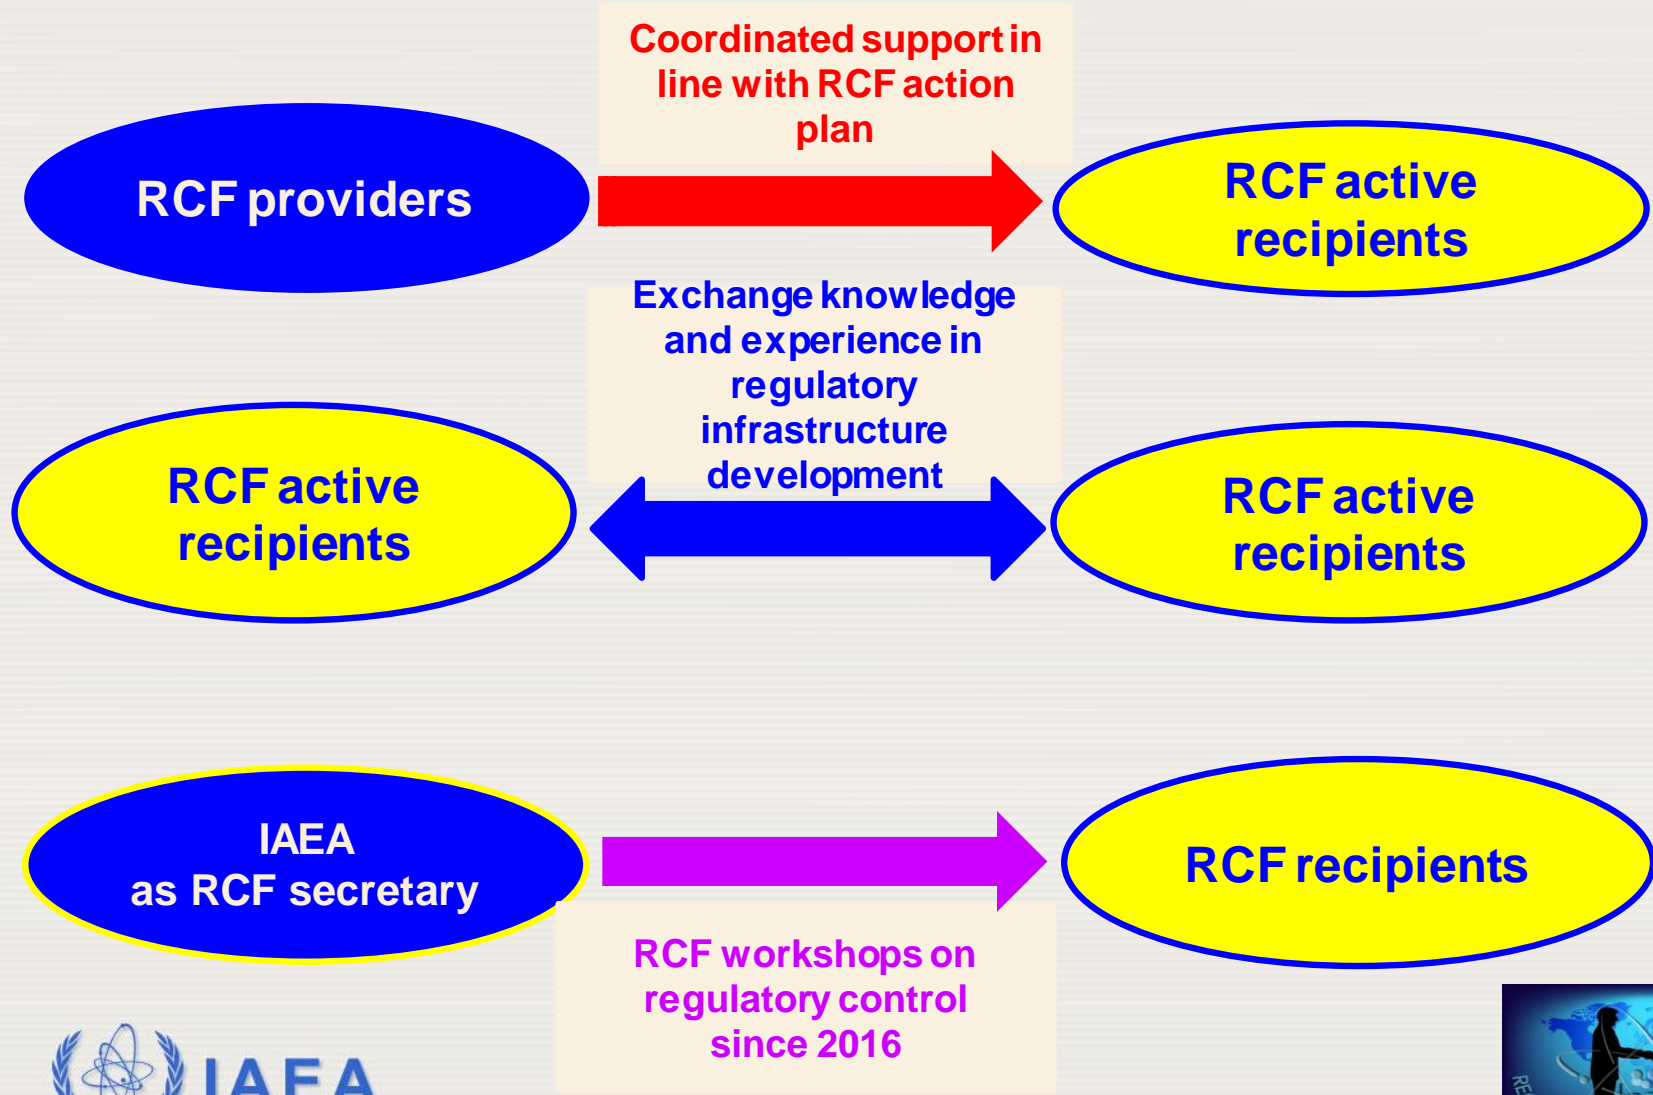 Coordinated support in
line with RCF action
plan
RCF providers
RCF active
recipients
Exchange knowledge
and experience in
regulatory
infrastructure
development
RCF active
recipients
RCF active
recipients
IAEA
as RCF secretary
RCF recipients
RCF workshops on
regulatory control
since 2016
IAEA